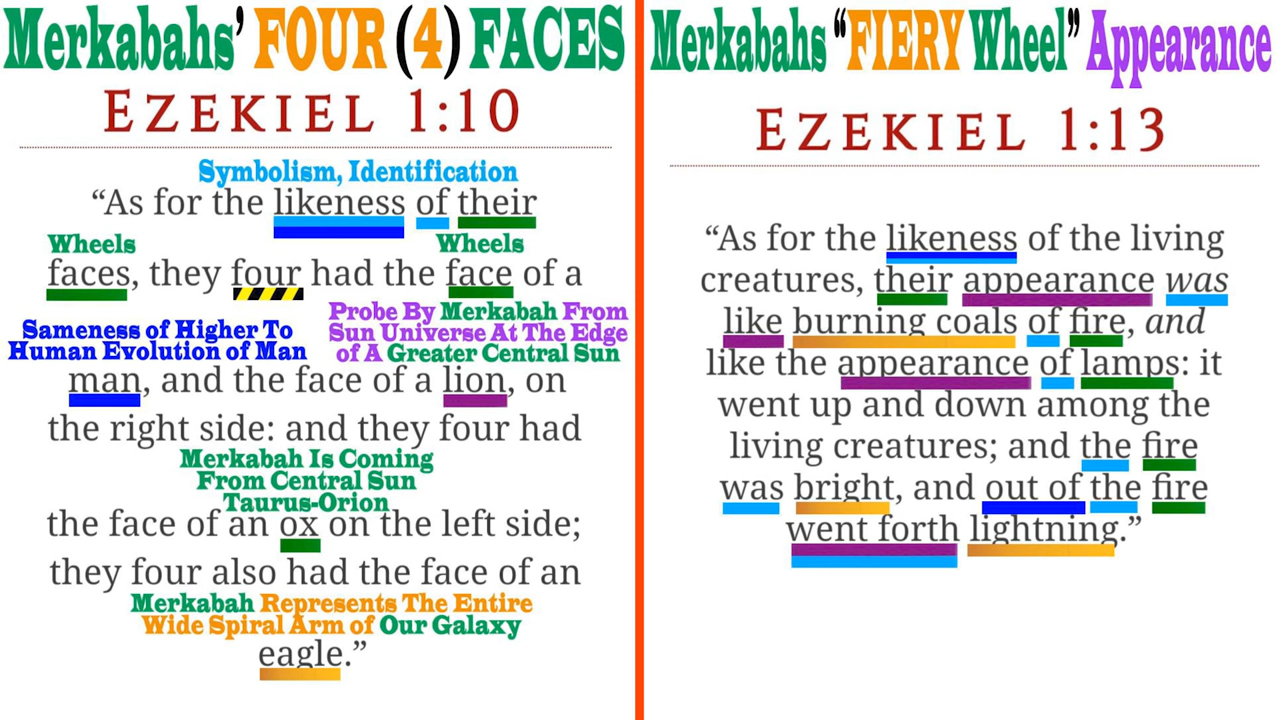 Merkabahs' FOUR (4) FACES
EZEKIEL 1:10
Symbolism, Identification
“As for the likeness of their
Wheels Wheels
faces, they four had the face of a
Sameness of Higher To
Human Evolution of Man
Probe By Merkabah From
Sun Universe At The Edge
of A Greater Central Sun
man, and the face of a lion, on
the right side: and they four had
Merkabah Is Coming
From Central Sun
Taurus-Orion
the face of an ox on the left side;
they four also had the face of an
Merkabah Represents The Entire
Wide Spiral Arm of Our Galaxy
eagle.”
Merkabahs “FIERY Wheel” Appearance
EZEKIEL 1:13
“As for the likeness of the living
creatures, their appearance was
like burning coals of fire, and
like the appearance of lamps: it
went up and down among the
living creatures; and the fire
was bright, and out of the fire
went forth lightning.”